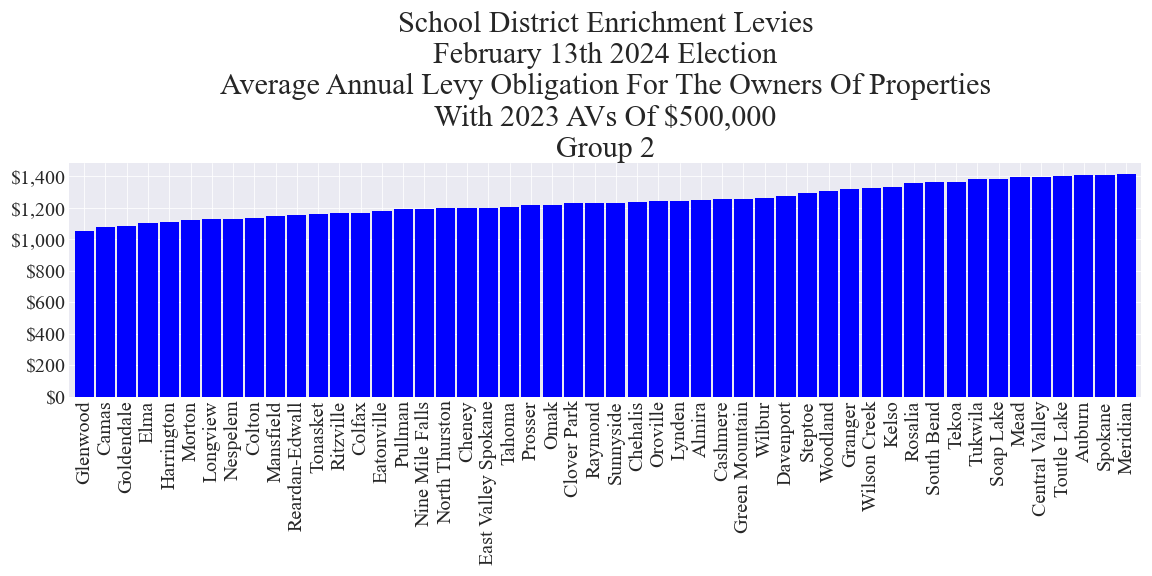 School District Enrichment Levies
February 13th 2024 Election
Average Annual Levy Obligation For The Owners Of Properties
With 2023 AVs Of $500,000
Group 2
$1,400
$1,200
$1,000
$800
$600
$400
$200
$0
Glenwood
Camas
Goldendale
Elma
Harrington
Morton
Longview
Nespelem
Colton
Mansfield
Reardan-Edwall
Tonasket
Ritzville
Colfax
Eatonville
Pullman
Nine Mile Falls
North Thurston
Cheney
East Valley Spokane
Tahoma
Prosser
Omak
Clover Park
Raymond
Sunnyside
Chehalis
Oroville
Lynden
Almira
Cashmere
Green Mountain
Wilbur
Davenport
Steptoe
Woodland
Granger
Wilson Creek
Kelso
Rosalia
South Bend
Tekoa
Tukwila
Soap Lake
Mead
Central Valley
Toutle Lake
Auburn
Spokane
Meridian